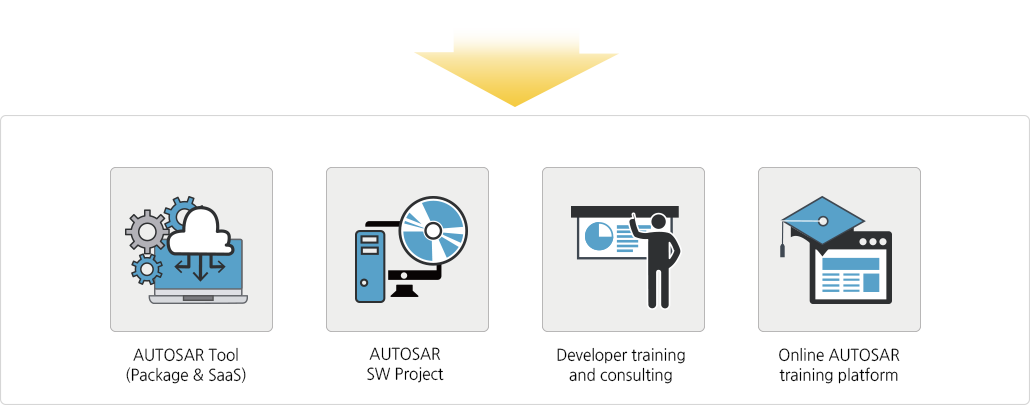 AUTOSAR Tool
(Package & SaaS)
AUTOSAR
SW Project
Developer training
and consulting
Online AUTOSAR
training platform